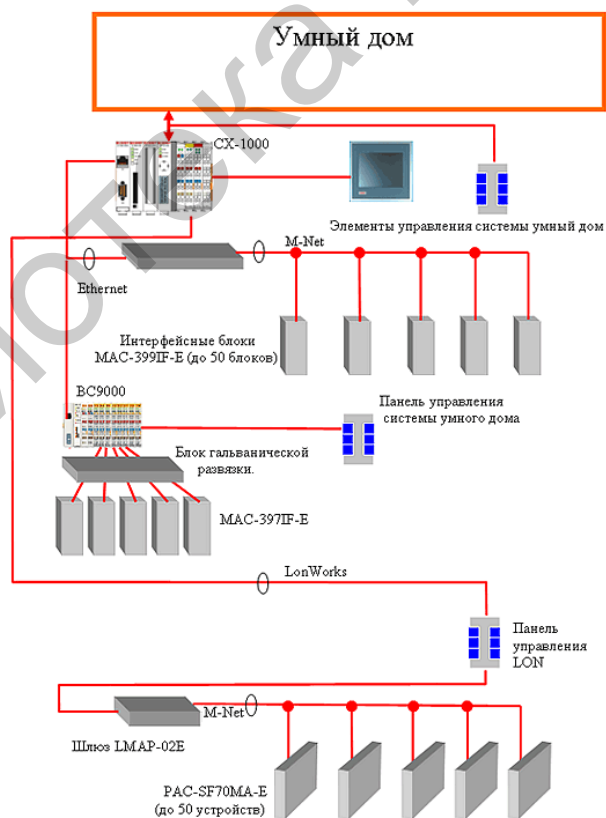 Умный дом
CX-1000
Элементы управления системы умный дом
M-Net
Ethernet
Интерфейсные блоки
MAC-399IF-E (до 50 блоков)
BC9000
Панель управления
системы умного дома
Блок гальванической
развязки.
MAC-397IF-E
LonWorks
Панель
управления
LON
M-Net
Шлюз LMAP-02E
PAC-SF70MA-E
(до 50 устройств)